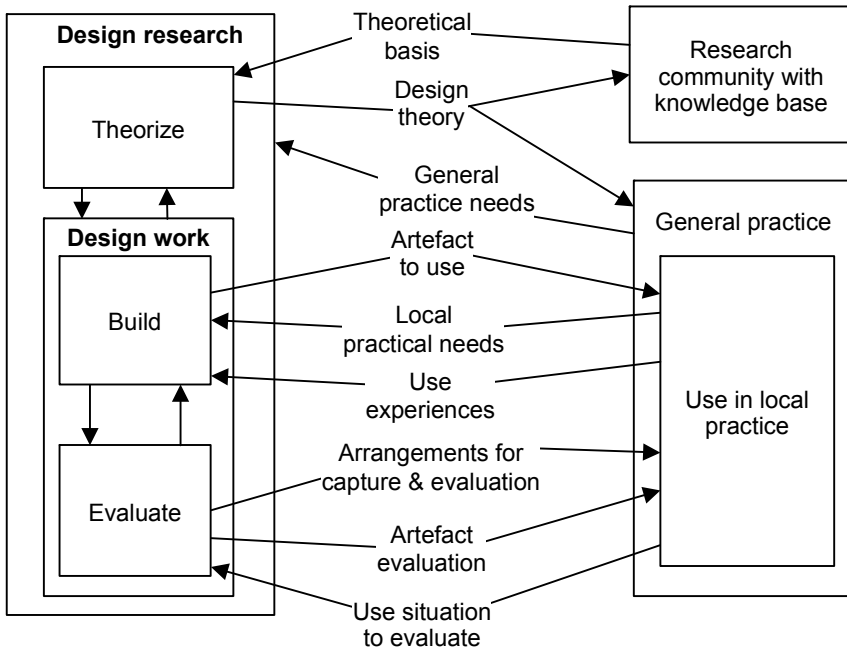 Design research
Theorize
Design work
Build
Evaluate
Theoretical
basis
Design
theory
General
practice needs
Artefact
to use
Local
practical needs
Use
experiences
Arrangements for
capture & evaluation
Artefact
evaluation
Use situation
to evaluate
Research
community with
knowledge base
General practice
Use in local
practice